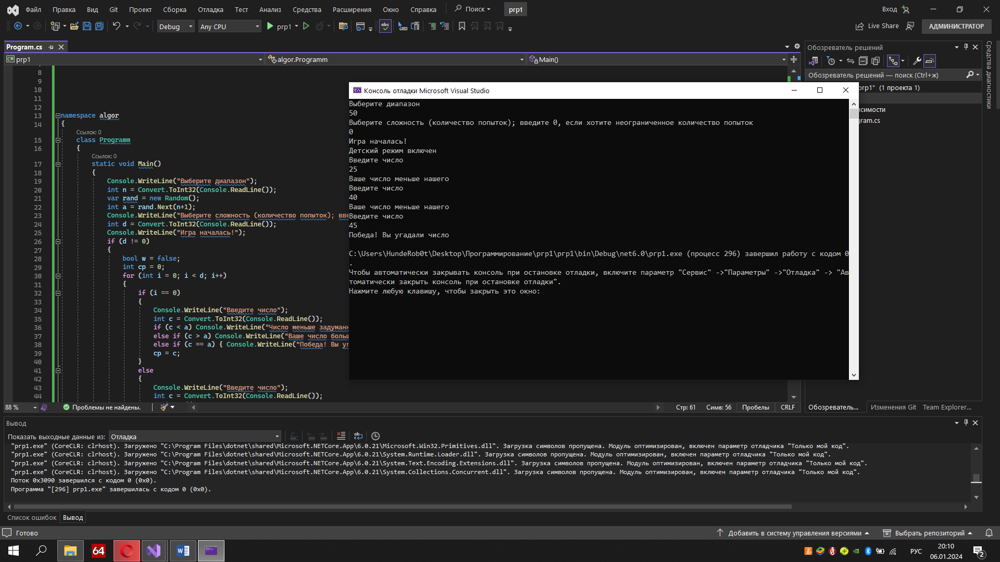 Файл Правка Вид Git Проект Сборка Отладка Тест Анализ Средства Расширения Окно Справка Поиск prp1 Вход
Debug Any CPU prp1 Live Share АДМИНИСТРАТОР
Program.cs
prp1 algor.Programm Main()
8
9
10
11
12
13 namespace algor
14 {
Ссылок: 0
15 class Programm
16 {
Ссылок: 0
17 static void Main()
18 {
19 Console.WriteLine("Выберите диапазон");
20 int n = Convert.ToInt32(Console.ReadLine());
21 var rand = new Random();
22 int a = rand.Next(n+1);
23 Console.WriteLine("Выберите сложность (количество попыток); вве
24 int d = Convert.ToInt32(Console.ReadLine());
25 Console.WriteLine("Игра началась!");
26 if (d != 0)
27 {
28 bool w = false;
29 int cp = 0;
30 for (int i = 0; i < d; i++)
31 {
32 if (i == 0)
33 {
34 Console.WriteLine("Введите число");
35 int c = Convert.ToInt32(Console.ReadLine());
36 if (c < a) Console.WriteLine("Число меньше задуман
37 else if (c > a) Console.WriteLine("Ваше число больш
38 else if (c == a) { Console.WriteLine("Победа! Вы уг
39 cp = c;
40 }
41 else
42 {
43 Console.WriteLine("Введите число");
44 int c = Convert.ToInt32(Console.ReadLine());
88 % Проблемы не найдены. Стр: 61 Симв: 56 Пробелы CRLF
Консоль отладки Microsoft Visual Studio
Выберите диапазон
50
Выберите сложность (количество попыток); введите 0, если хотите неограниченное количество попыток
0
Игра началась!
Детский режим включен
Введите число
25
Ваше число меньше нашего
Введите число
40
Ваше число меньше нашего
Введите число
45
Победа! Вы угадали число
C:\Users\HundeRob0t\Desktop\Программирование\prp1\prp1\bin\Debug\net6.0\prp1.exe (процесс 296) завершил работу с кодом 0
.
Чтобы автоматически закрывать консоль при остановке отладки, включите параметр "Сервис" ->"Параметры" ->"Отладка" -> "Ав
томатически закрыть консоль при остановке отладки".
Нажмите любую клавишу, чтобы закрыть это окно:
Обозреватель решений
Обозреватель решений — поиск (Ctrl+ж)
prp1" (1 проекта 1)
исимости
gram.cs
Обозреватель... Изменения Git Team Explorer...
Средства диагностики
Вывод
Показать выходные данные из: Отладка
"prp1.exe" (CoreCLR: clrhost). Загружено "C:\Program Files\dotnet\shared\Microsoft.NETCore.App\6.0.21\Microsoft.Win32.Primitives.dll". Загрузка символов пропущена. Модуль оптимизирован, включен параметр отладчика "Только мой код".
"prp1.exe" (CoreCLR: clrhost). Загружено "C:\Program Files\dotnet\shared\Microsoft.NETCore.App\6.0.21\System.Runtime.Loader.dll". Загрузка символов пропущена. Модуль оптимизирован, включен параметр отладчика "Только мой код".
"prp1.exe" (CoreCLR: clrhost). Загружено "C:\Program Files\dotnet\shared\Microsoft.NETCore.App\6.0.21\System.Text.Encoding.Extensions.dll". Загрузка символов пропущена. Модуль оптимизирован, включен параметр отладчика "Только мой код".
"prp1.exe" (CoreCLR: clrhost). Загружено "C:\Program Files\dotnet\shared\Microsoft.NETCore.App\6.0.21\System.Collections.Concurrent.dll". Загрузка символов пропущена. Модуль оптимизирован, включен параметр отладчика "Только мой код".
Поток 0x3090 завершился с кодом 0 (0x0).
Программа "[296] prp1.exe" завершилась с кодом 0 (0x0).
Список ошибок Вывод
Готово Добавить в систему управления версиями Выбрать репозиторий
64 РУС 20:10
06.01.2024 2